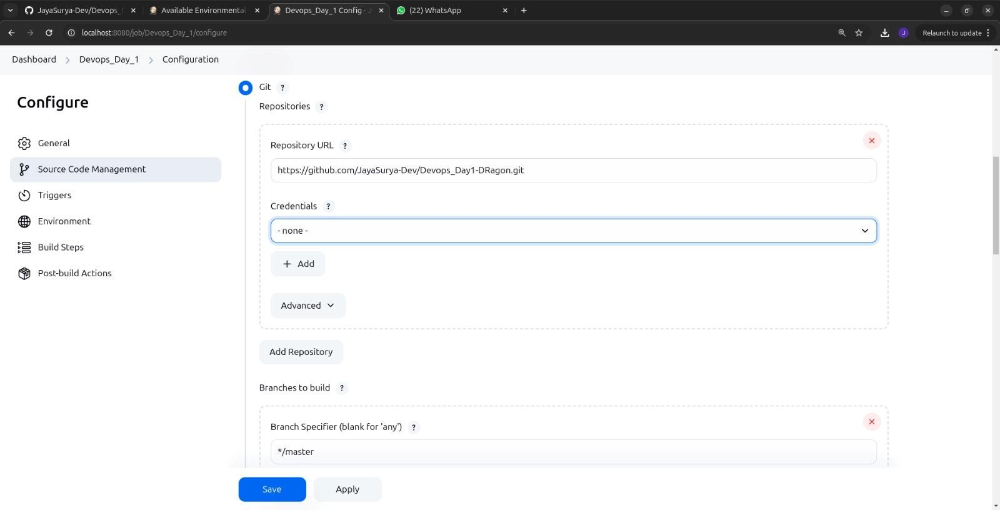 JayaSurya-Dev/Devops_D
Available Environmental
Devops_Day_1 Config - J
(22) WhatsApp
localhost:8080/job/Devops_Day_1/configure
J
Relaunch to update
Dashboard > Devops_Day_1 > Configuration
Configure
General
Source Code Management
Triggers
Environment
Build Steps
Post-build Actions
Git ?
Repositories ?
Repository URL ?
https://github.com/JayaSurya-Dev/Devops_Day1-DRagon.git
Credentials ?
- none -
+ Add
Advanced
Add Repository
Branches to build ?
Branch Specifier (blank for 'any') ?
*/master
Save
Apply